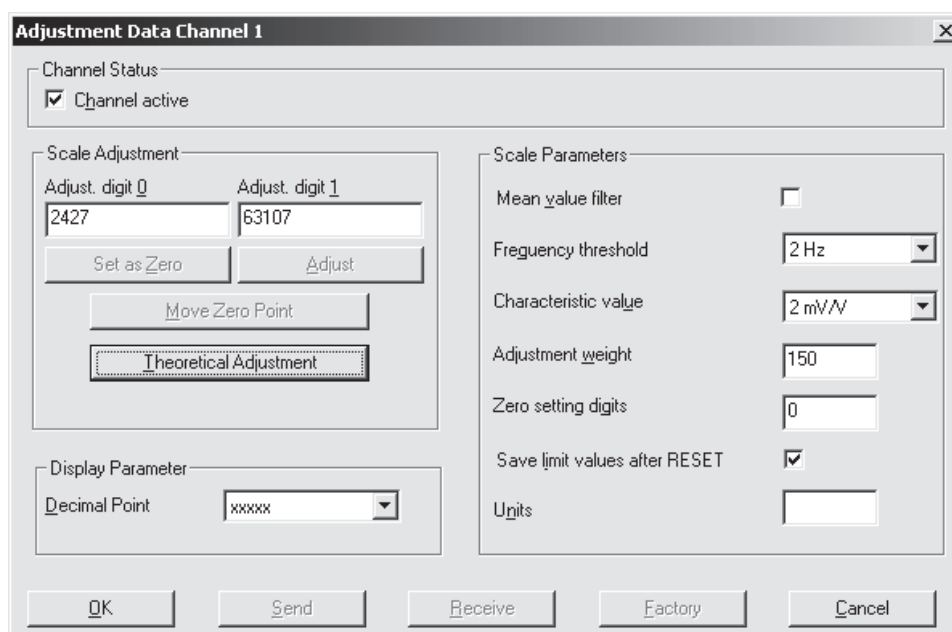 Adjustment Data Channel 1
Channel Status
Channel active
Scale Adjustment
Adjust. digit 0
Adjust. digit 1
2427
63107
Set as Zero
Adjust
Move Zero Point
Theoretical Adjustment
Display Parameter
Decimal Point
xxxxx
Scale Parameters
Mean value filter
Freguency threshold
2 Hz
Characteristic value
2 mV/V
Adjustment weight
150
Zero setting digits
0
Save limit values after RESET
Units
OK
Send
Receive
Factory
Cancel